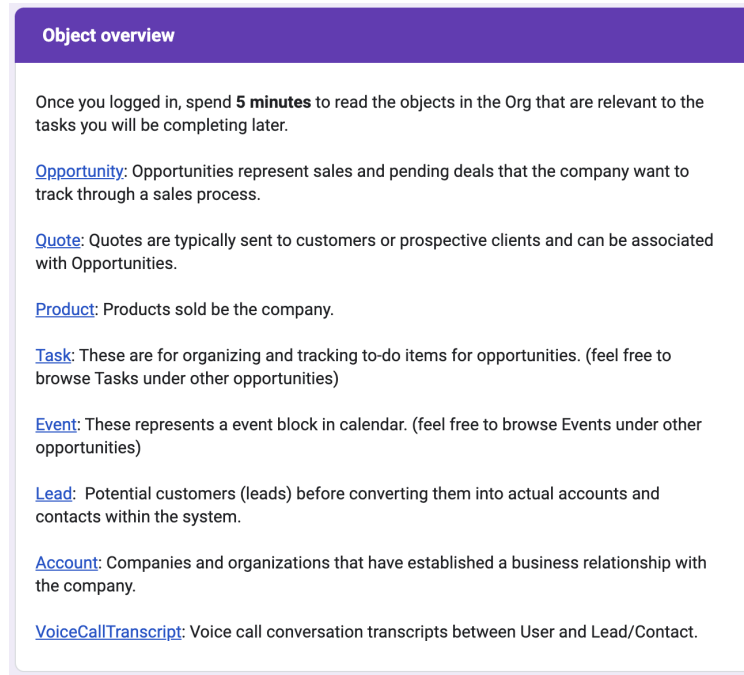 Object overview
Once you logged in, spend 5 minutes to read the objects in the Org that are relevant to the
tasks you will be completing later.
Opportunity: Opportunities represent sales and pending deals that the company want to
track through a sales process.
Quote: Quotes are typically sent to customers or prospective clients and can be associated
with Opportunities.
Product: Products sold be the company.
Task: These are for organizing and tracking to-do items for opportunities. (feel free to
browse Tasks under other opportunities)
Event: These represents a event block in calendar. (feel free to browse Events under other
opportunities)
Lead:  Potential customers (leads) before converting them into actual accounts and
contacts within the system.
Account: Companies and organizations that have established a business relationship with
the company.
VoiceCallTranscript: Voice call conversation transcripts between User and Lead/Contact.